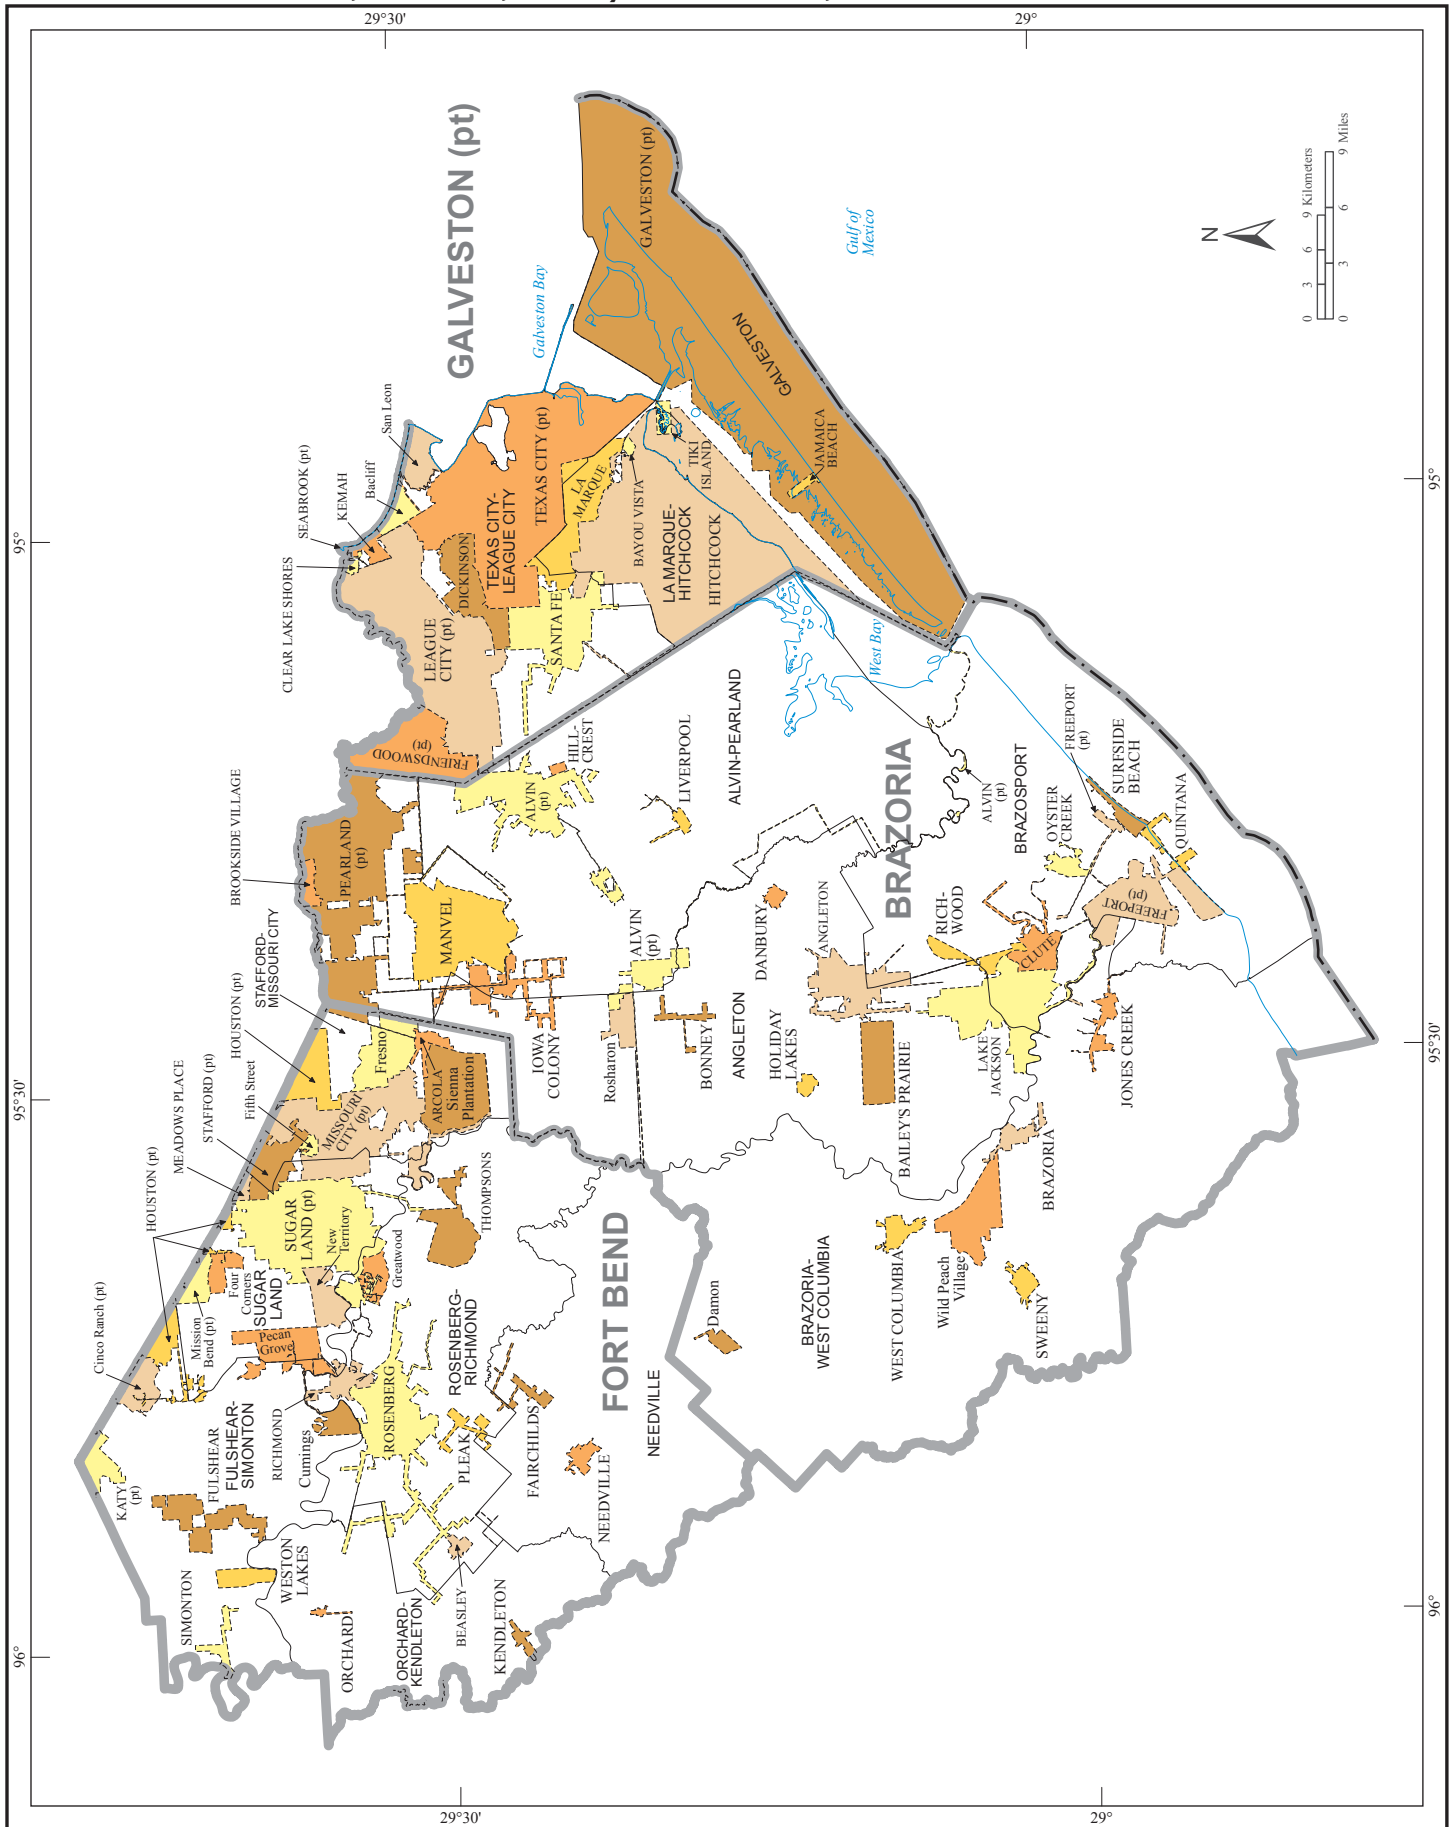 29°30'
29°
GALVESTON (pt)
GALVESTON (pt)
Gulf of
Mexico
N
0 3 6 9 Kilometers
0 3 6 9 Miles
Galveston Bay
GALVESTON
JAMAICA
BEACH
TIKI
ISLAND
San Leon
SEABROOK (pt)
KEMAH
Bacliff
CLEAR LAKE SHORES
TEXAS CITY (pt)
TEXAS CITY-
LEAGUE CITY
LA
MARQUE
BAYOU VISTA
LA MARQUE-
HITCHCOCK
HITCHCOCK
DICKINSON
LEAGUE
CITY (pt)
SANTA FE
FRIENDSWOOD
(pt)
95°
95°
West Bay
BROOKSIDE VILLAGE
PEARLAND
(pt)
ALVIN
(pt)
HILL-
CREST
LIVERPOOL
ALVIN-PEARLAND
BRAZORIA
ALVIN
(pt)
BRAZOSPORT
FREEPORT
(pt)
SURFSIDE
BEACH
OYSTER
CREEK
QUINTANA
FREEPORT
(pt)
STAFFORD-
MISSOURI CITY
HOUSTON (pt)
MANVEL
ALVIN
(pt)
DANBURY
ANGLETON
RICH-
WOOD
CLUTE
IOWA
COLONY
Rosharon
BONNEY
ANGLETON
HOLIDAY
LAKES
BAILEY'S PRAIRIE
LAKE
JACKSON
JONES CREEK
95°30'
95°30'
MEADOWS PLACE
STAFFORD (pt)
Fifth Street
Fresno
ARCOLA
Sienna
Plantation
MISSOURI
CITY (pt)
HOUSTON (pt)
SUGAR
LAND (pt)
New
Territory
THOMPSONS
Greatwood
Four
Corners
SUGAR
LAND
Mission
Bend (pt)
Cinco Ranch (pt)
Pecan
Grove
ROSENBERG-
RICHMOND
FORT BEND
BRAZORIA
WEST COLUMBIA
Wild Peach
Village
SWEENY
BRAZORIA-
WEST COLUMBIA
Damon
KATY
(pt)
FULSHEAR
FULSHEAR-
SIMONTON
RICHMOND
Cumings
ROSENBERG
PLEAK
FAIRCHILDS
NEEDVILLE
NEEDVILLE
SIMONTON
WESTON
LAKES
ORCHARD
ORCHARD-
KENDLETON
BEASLEY
KENDLETON
96°
96°
29°30'
29°